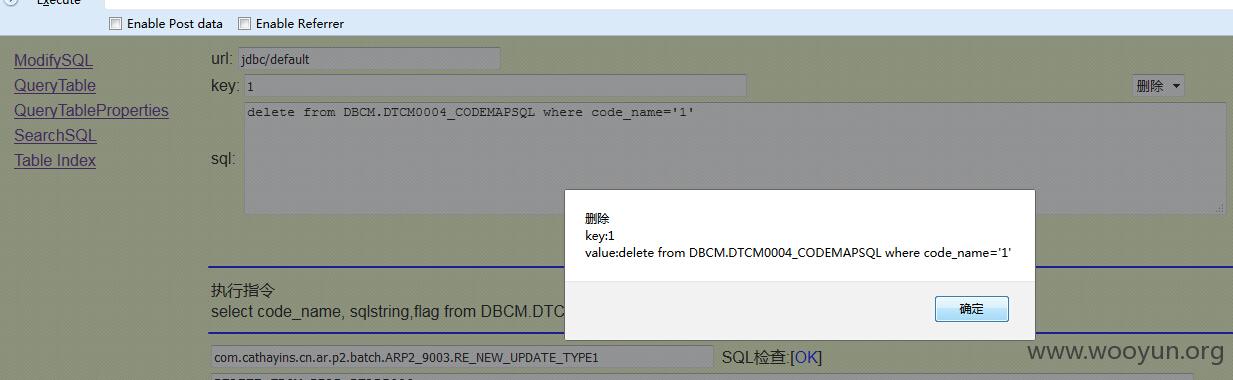 Execute
Enable Post data Enable Referrer
ModifySQL
QueryTable
QueryTableProperties
SearchSQL
Table Index
url: jdbc/default
key: 1 删除
delete from DBCM.DTCM0004_CODEMAPSQL where code_name='1'
sql:
删除
key:1
value:delete from DBCM.DTCM0004_CODEMAPSQL where code_name='1'
确定
执行指令
select code_name, sqlstring,flag from DBCM.DTC
com.cathayins.cn.ar.p2.batch.ARP2_9003.RE_NEW_UPDATE_TYPE1 SQL检查:[OK]
www.wooyun.org